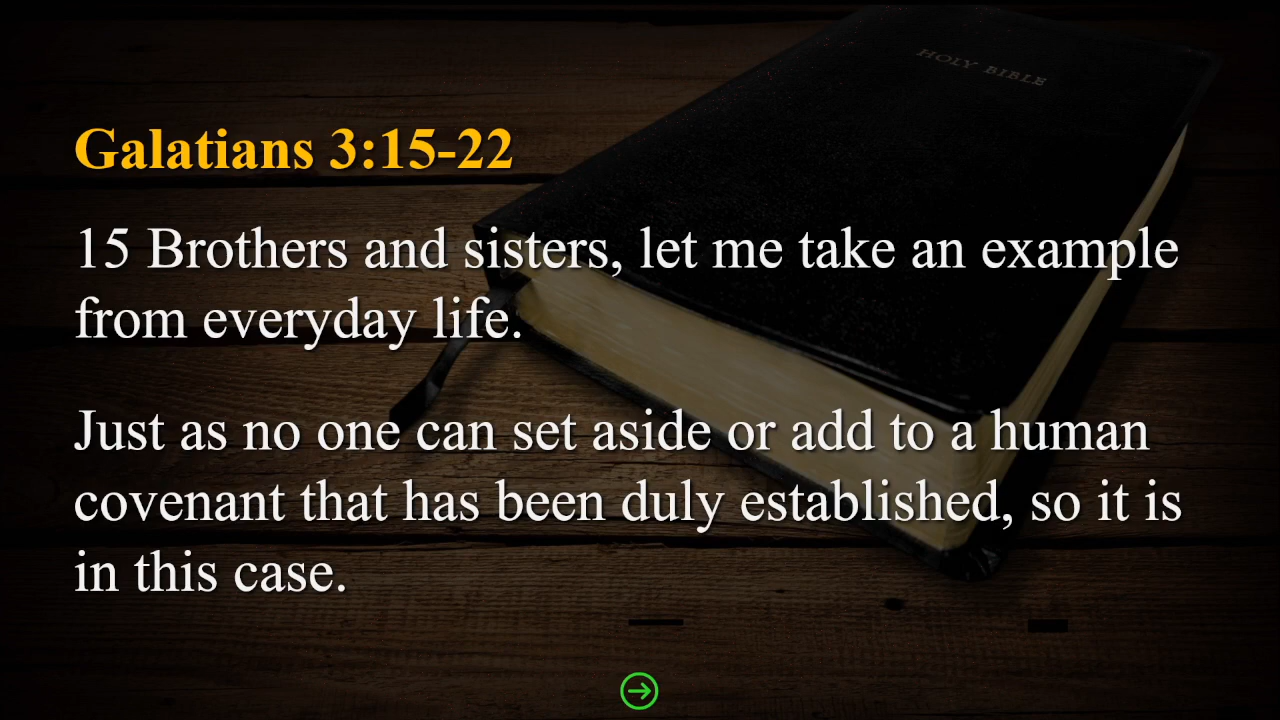 HOLY BIBLE
Galatians 3:15-22
15 Brothers and sisters, let me take an example
from everyday life.
Just as no one can set aside or add to a human
covenant that has been duly established, so it is
in this case.